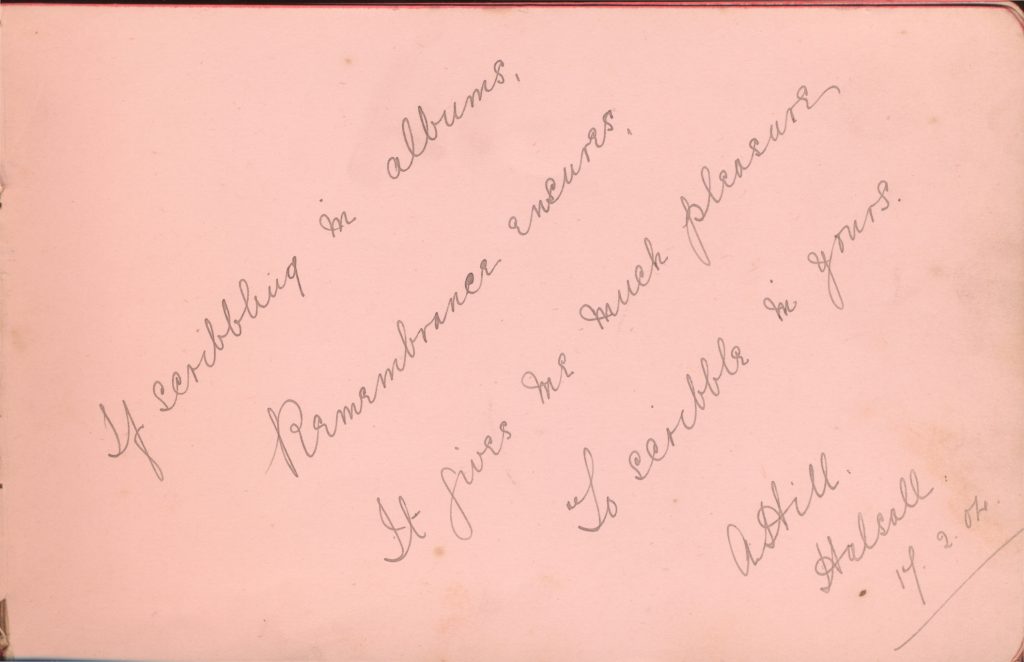 If scribbling in albums,
Remembrance ensures,
It gives me much pleasure
To scribble in yours.
A Hill.
Halsall
17.2.04.